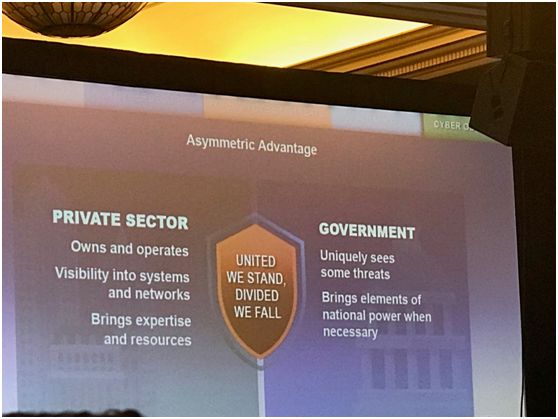 CYBER
Asymmetric Advantage
PRIVATE SECTOR
Owns and operates
Visibility into systems
and networks
Brings expertise
and resources
UNITED
WE STAND,
DIVIDED
WE FALL
GOVERNMENT
Uniquely sees
some threats
Brings elements of
national power when
necessary